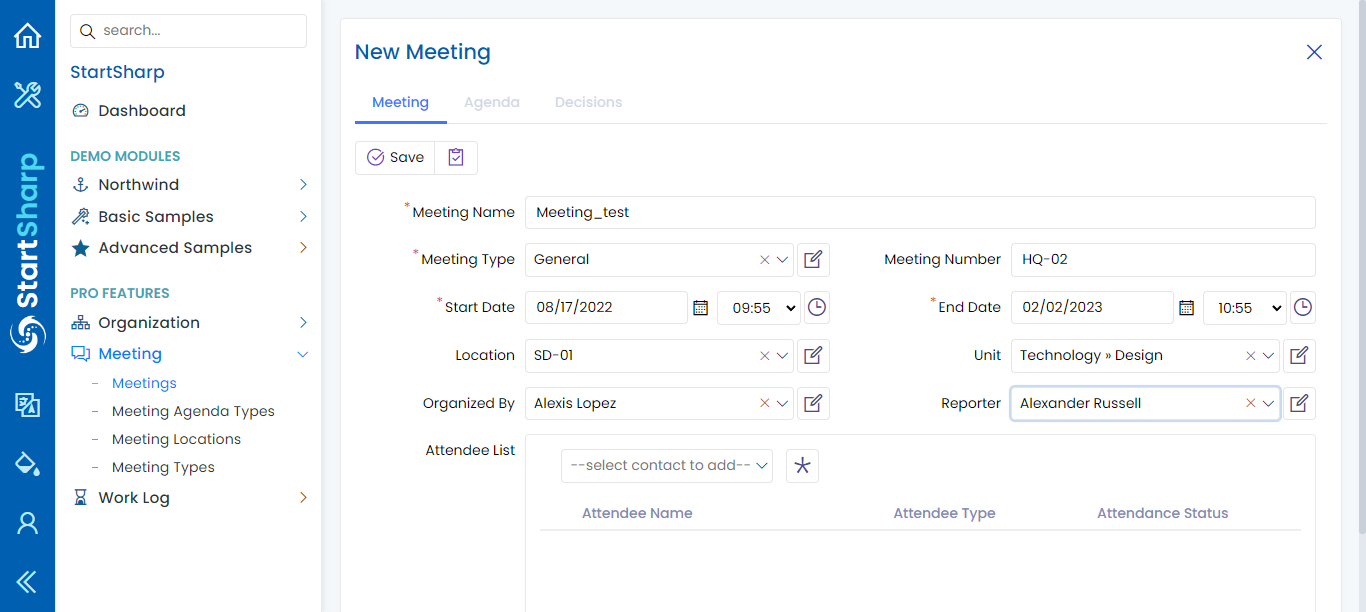 StartSharp
search...
StartSharp
Dashboard
DEMO MODULES
Northwind
Basic Samples
Advanced Samples
PRO FEATURES
Organization
Meeting
– Meetings
– Meeting Agenda Types
– Meeting Locations
– Meeting Types
Work Log
New Meeting
Meeting Agenda Decisions
Save
*Meeting Name Meeting_test
*Meeting Type General Meeting Number HQ-02
*Start Date 08/17/2022 09:55 *End Date 02/02/2023 10:55
Location SD-01 Unit Technology » Design
Organized By Alexis Lopez Reporter Alexander Russell
Attendee List --select contact to add--
Attendee Name Attendee Type Attendance Status